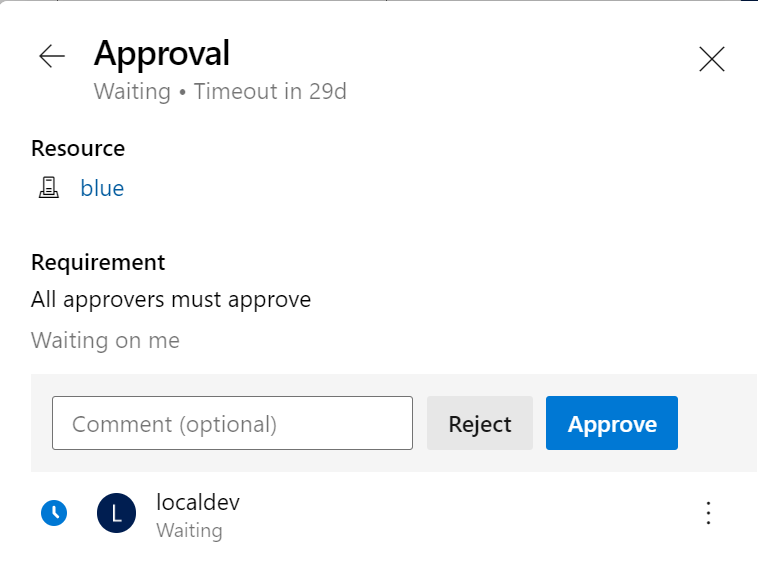 Approval
Waiting • Timeout in 29d
Resource
blue
Requirement
All approvers must approve
Waiting on me
Comment (optional)
Reject
Approve
L
localdev
Waiting